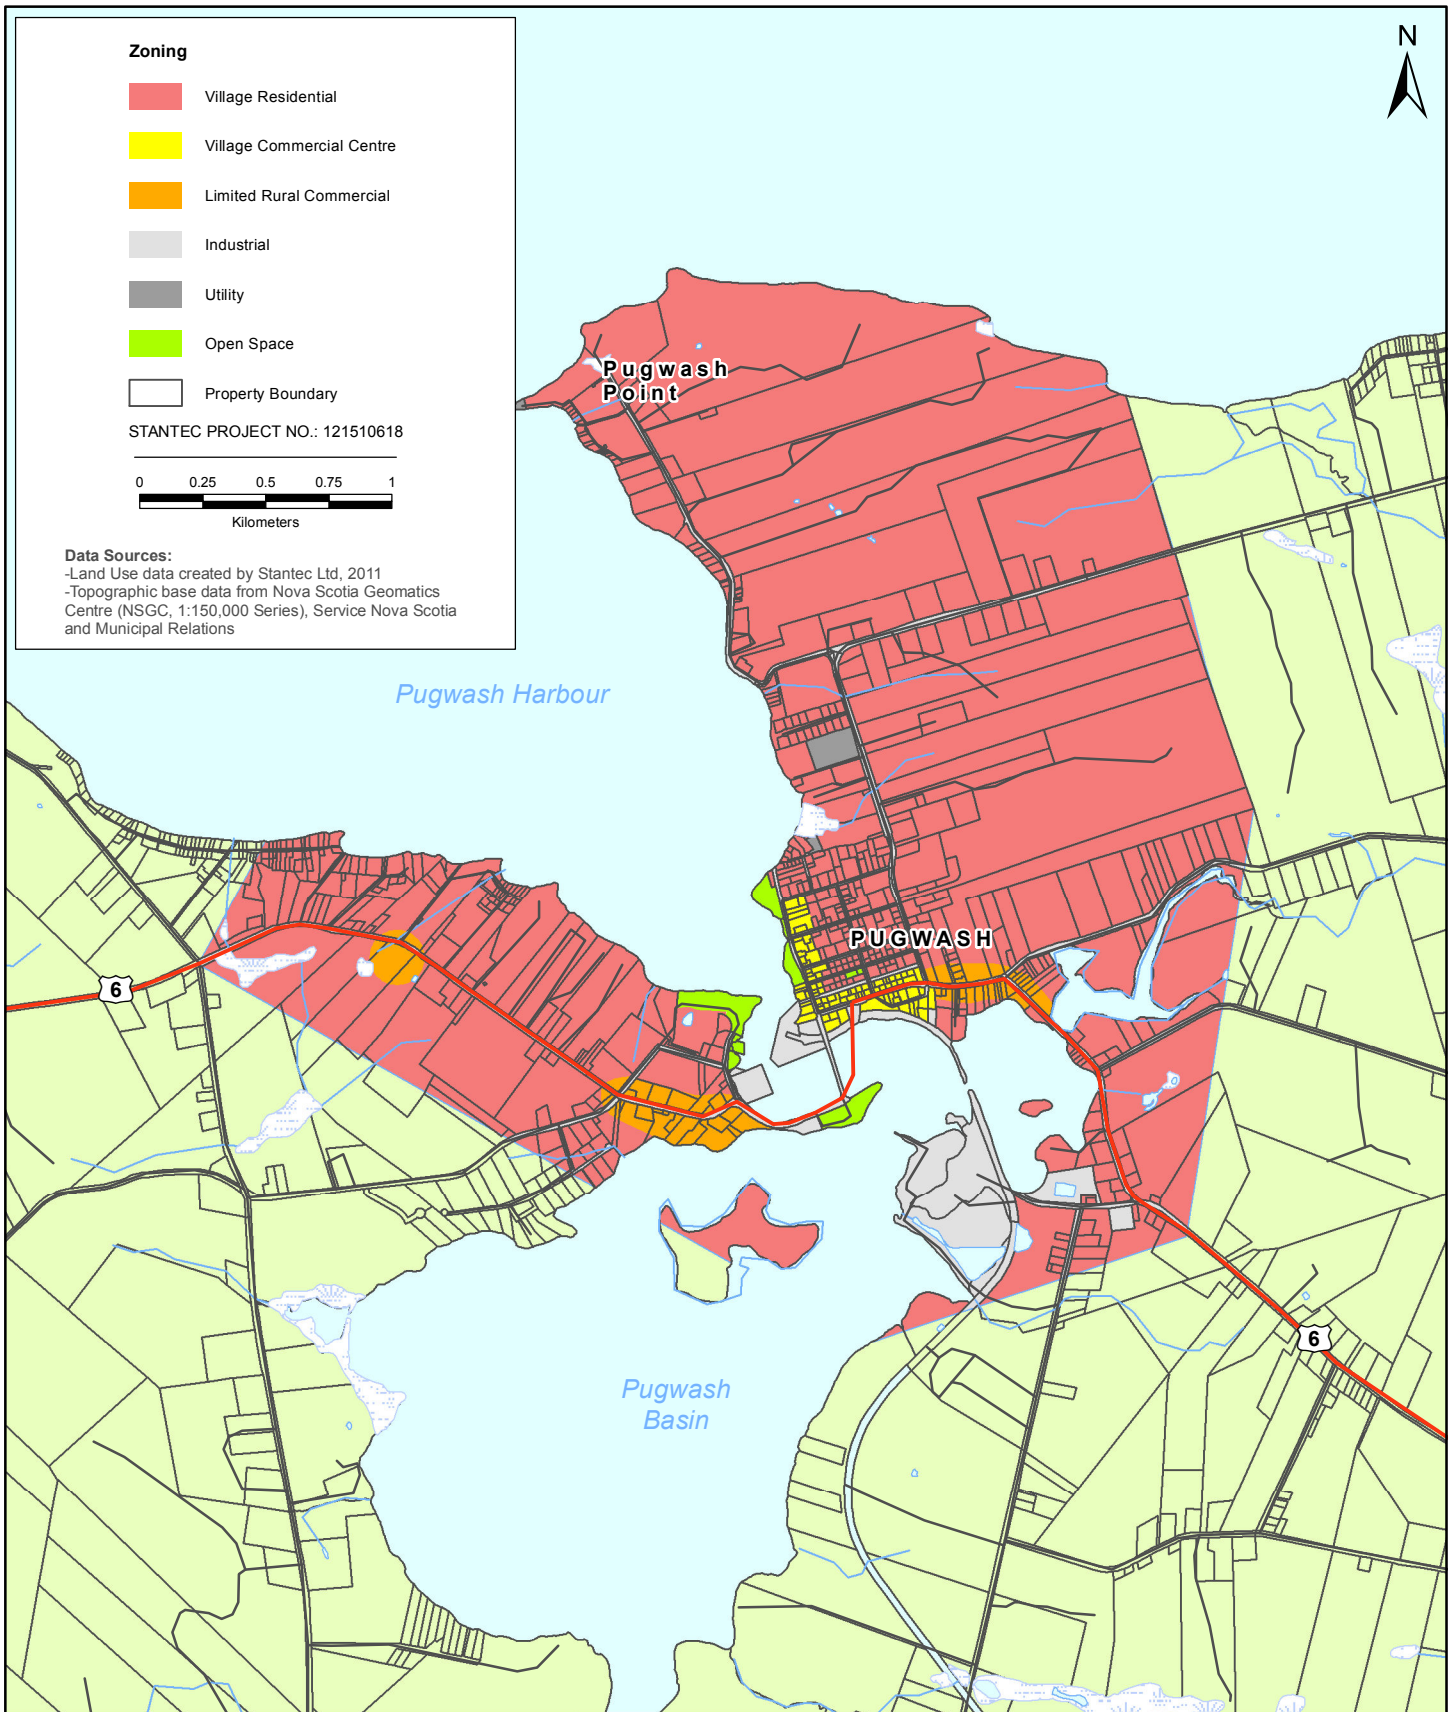 Zoning
Village Residential
Village Commercial Centre
Limited Rural Commercial
Industrial
Utility
Open Space
Property Boundary
STANTEC PROJECT NO.: 121510618
0 0.25 0.5 0.75 1
Kilometers
Data Sources:
-Land Use data created by Stantec Ltd, 2011
-Topographic base data from Nova Scotia Geomatics
Centre (NSGC, 1:150,000 Series), Service Nova Scotia
and Municipal Relations
N
Pugwash
Point
Pugwash Harbour
PUGWASH
6
6
Pugwash
Basin